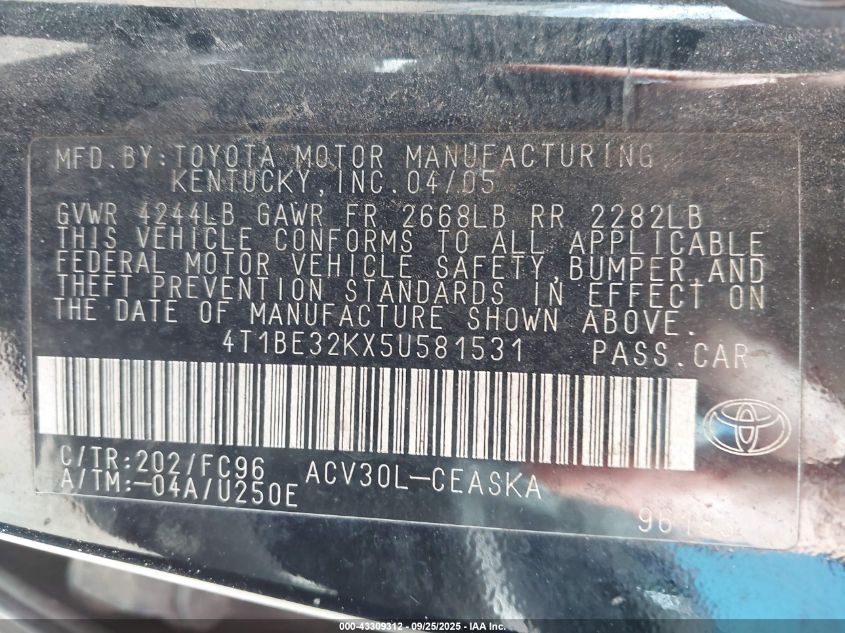 MFD.BY:TOYOTA MOTOR MANUFACTURING
KENTUCKY,INC.04/05
GVWR 4244LB GAWR FR 2668LB RR 2282LB
THIS VEHICLE CONFORMS TO ALL APPLICABLE
FEDERAL MOTOR VEHICLE SAFETY,BUMPER,AND
THEFT PREVENTION STANDARDS IN EFFECT ON
THE DATE OF MANUFACTURE SHOWN ABOVE.
4T1BE32KX5U581531 PASS.CAR
C/TR:202/FC96 ACV30L-CEASKA
A/TM:-04A/U250E
000-43309312 - 09/25/2025 - IAA Inc.